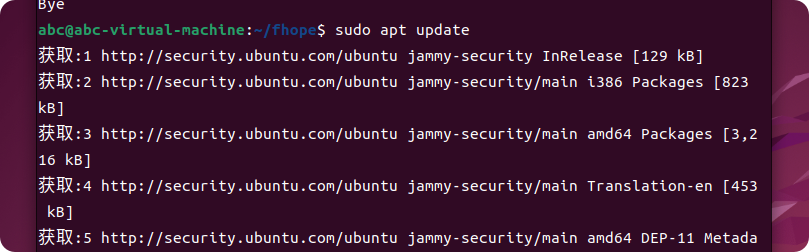 Bye
abc@abc-virtual-machine:~/fhope$ sudo apt update
获取:1 http://security.ubuntu.com/ubuntu jammy-security InRelease [129 kB]
获取:2 http://security.ubuntu.com/ubuntu jammy-security/main i386 Packages [823
kB]
获取:3 http://security.ubuntu.com/ubuntu jammy-security/main amd64 Packages [3,2
16 kB]
获取:4 http://security.ubuntu.com/ubuntu jammy-security/main Translation-en [453
 kB]
获取:5 http://security.ubuntu.com/ubuntu jammy-security/main amd64 DEP-11 Metada